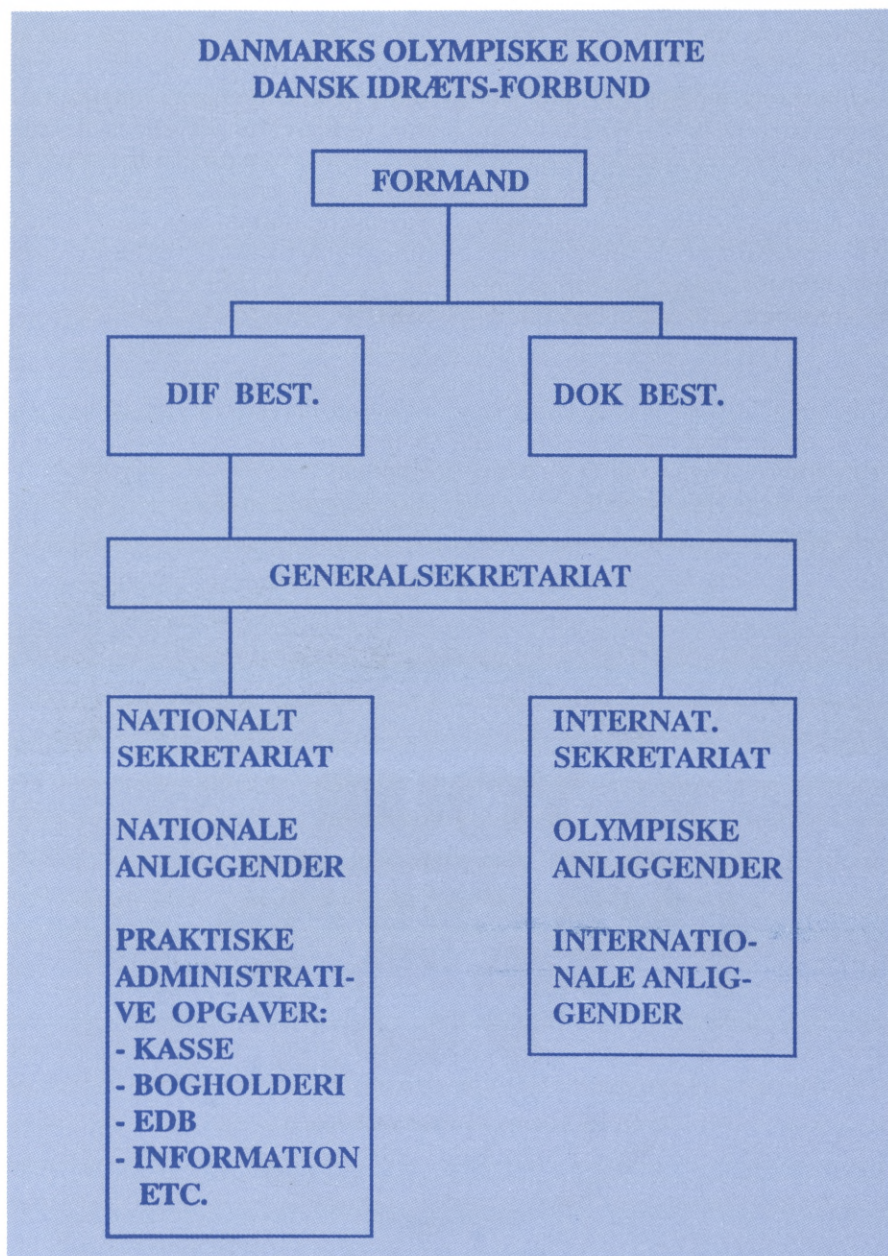 DANMARKS OLYMPISKE KOMITE
DANSK IDRÆTS-FORBUND
FORMAND
DIF BEST.
DOK BEST.
GENERALSEKRETARIAT
NATIONALT
SEKRETARIAT
NATIONALE
ANLIGGENDER
PRAKTISKE
ADMINISTRATI-
VE OPGAVER:
- KASSE
- BOGHOLDERI
- EDB
- INFORMATION
ETC.
INTERNAT.
SEKRETARIAT
OLYMPISKE
ANLIGGENDER
INTERNATIO-
NALE ANLIG-
GENDER